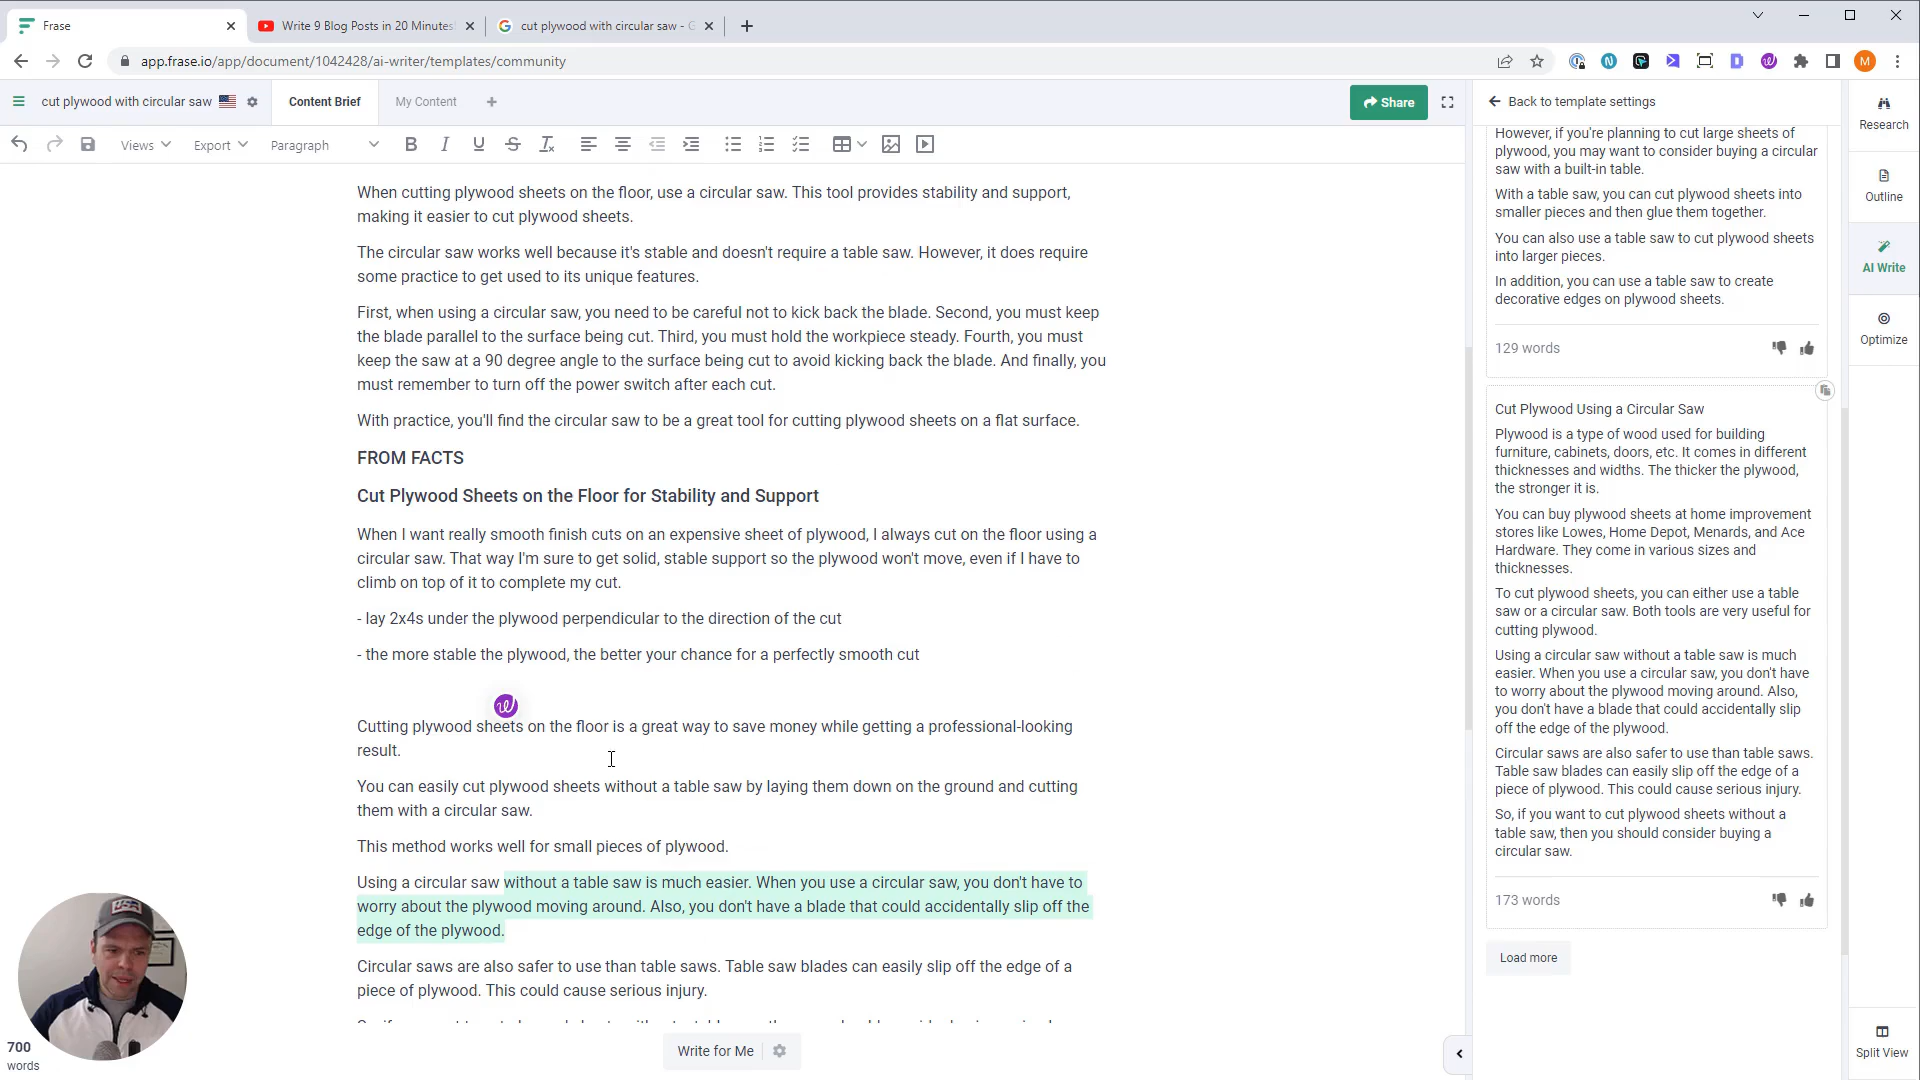 Frase
Write 9 Blog Posts in 20 Minutes!
cut plywood with circular saw - G
app.frase.io/app/document/1042428/ai-writer/templates/community
M
cut plywood with circular saw
Content Brief
My Content
Share
Views
Export
Paragraph
B I U S
When cutting plywood sheets on the floor, use a circular saw. This tool provides stability and support,
making it easier to cut plywood sheets.
The circular saw works well because it's stable and doesn't require a table saw. However, it does require
some practice to get used to its unique features.
First, when using a circular saw, you need to be careful not to kick back the blade. Second, you must keep
the blade parallel to the surface being cut. Third, you must hold the workpiece steady. Fourth, you must
keep the saw at a 90 degree angle to the surface being cut to avoid kicking back the blade. And finally, you
must remember to turn off the power switch after each cut.
With practice, you'll find the circular saw to be a great tool for cutting plywood sheets on a flat surface.
FROM FACTS
Cut Plywood Sheets on the Floor for Stability and Support
When I want really smooth finish cuts on an expensive sheet of plywood, I always cut on the floor using a
circular saw. That way I'm sure to get solid, stable support so the plywood won't move, even if I have to
climb on top of it to complete my cut.
- lay 2x4s under the plywood perpendicular to the direction of the cut
- the more stable the plywood, the better your chance for a perfectly smooth cut
Cutting plywood sheets on the floor is a great way to save money while getting a professional-looking
result.
You can easily cut plywood sheets without a table saw by laying them down on the ground and cutting
them with a circular saw.
This method works well for small pieces of plywood.
Using a circular saw without a table saw is much easier. When you use a circular saw, you don't have to
worry about the plywood moving around. Also, you don't have a blade that could accidentally slip off the
edge of the plywood.
Circular saws are also safer to use than table saws. Table saw blades can easily slip off the edge of a
piece of plywood. This could cause serious injury.
700
words
Write for Me
Back to template settings
However, if you're planning to cut large sheets of
plywood, you may want to consider buying a circular
saw with a built-in table.
With a table saw, you can cut plywood sheets into
smaller pieces and then glue them together.
You can also use a table saw to cut plywood sheets
into larger pieces.
In addition, you can use a table saw to create
decorative edges on plywood sheets.
129 words
Cut Plywood Using a Circular Saw
Plywood is a type of wood used for building
furniture, cabinets, doors, etc. It comes in different
thicknesses and widths. The thicker the plywood,
the stronger it is.
You can buy plywood sheets at home improvement
stores like Lowes, Home Depot, Menards, and Ace
Hardware. They come in various sizes and
thicknesses.
To cut plywood sheets, you can either use a table
saw or a circular saw. Both tools are very useful for
cutting plywood.
Using a circular saw without a table saw is much
easier. When you use a circular saw, you don't have
to worry about the plywood moving around. Also,
you don't have a blade that could accidentally slip
off the edge of the plywood.
Circular saws are also safer to use than table saws.
Table saw blades can easily slip off the edge of a
piece of plywood. This could cause serious injury.
So, if you want to cut plywood sheets without a
table saw, then you should consider buying a
circular saw.
173 words
Load more
Research
Outline
AI Write
Optimize
Split View